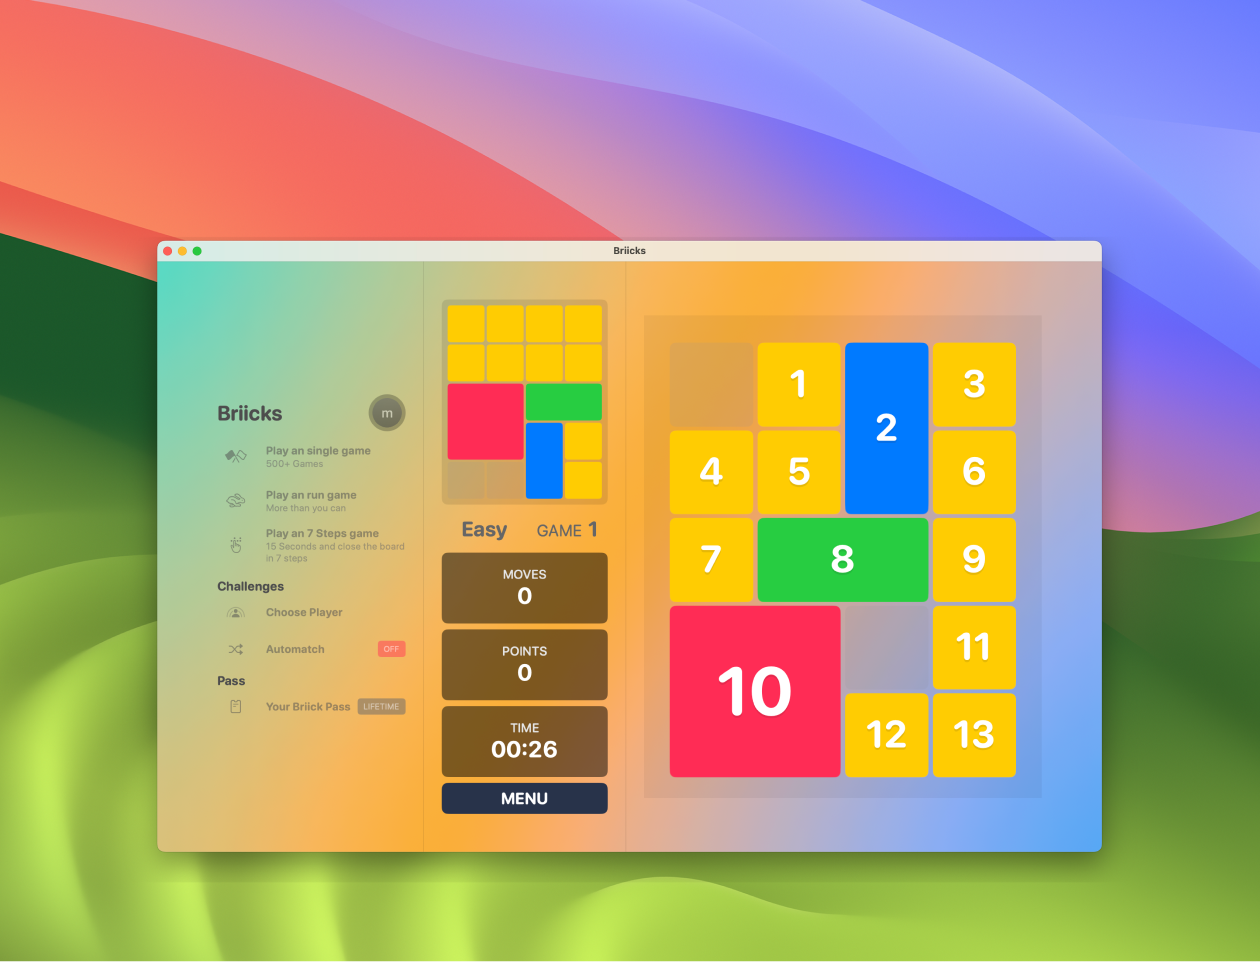 Briicks
Briicks
m
Play an single game
500+ Games
Play an run game
More than you can
Play an 7 Steps game
15 Seconds and close the board
in 7 steps
Challenges
Choose Player
Automatch
OFF
Pass
Your Briick Pass
LIFETIME
Easy
GAME 1
MOVES
0
POINTS
0
TIME
00:26
MENU
1
2
3
4
5
6
7
8
9
10
11
12
13